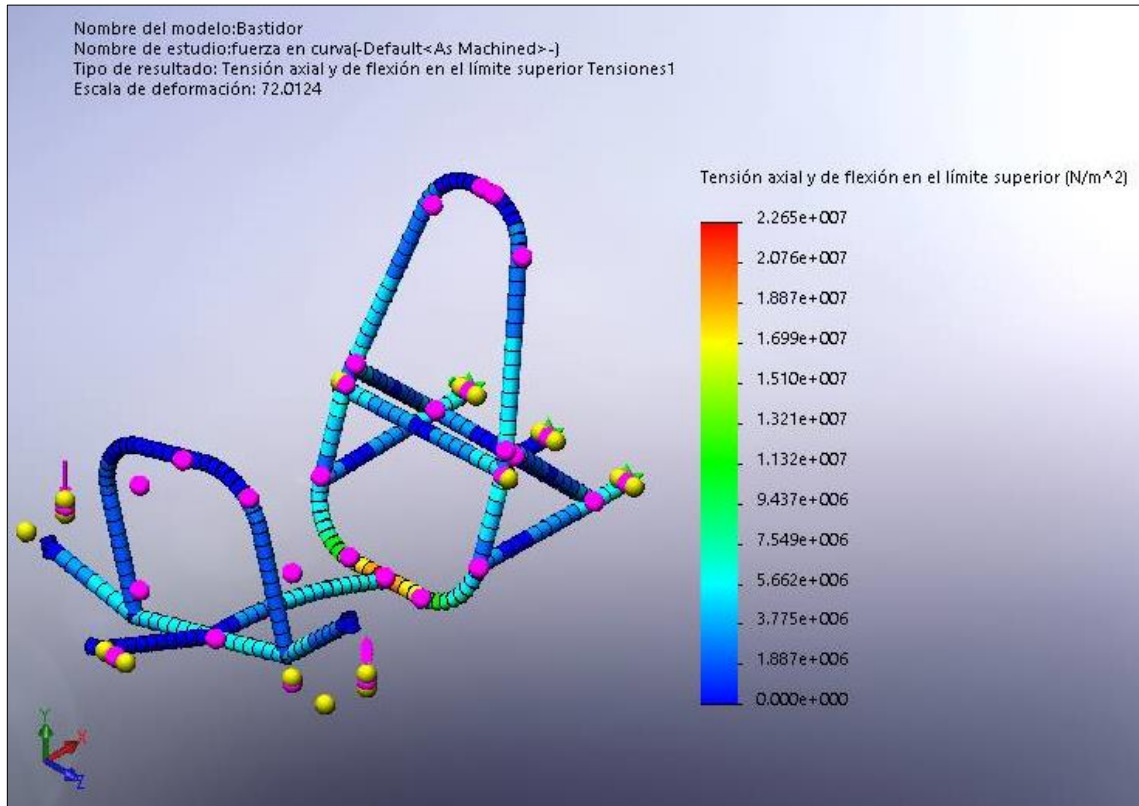 Nombre del modelo:Bastidor
Nombre de estudio:fuerza en curva(-Default<As Machined>-)
Tipo de resultado: Tensión axial y de flexión en el límite superior Tensiones1
Escala de deformación: 72.0124
Tensión axial y de flexión en el límite superior (N/m^2)
2.265e+007
2.076e+007
1.887e+007
1.699e+007
1.510e+007
1.321e+007
1.132e+007
9.437e+006
7.549e+006
5.662e+006
3.775e+006
1.887e+006
0.000e+000
Y
X
Z